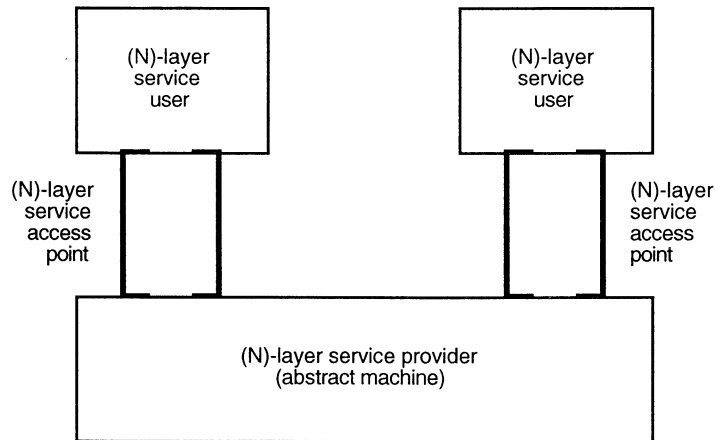 (N)-layer
service
user
(N)-layer
service
user
(N)-layer
service
access
point
(N)-layer
service
access
point
(N)-layer service provider
(abstract machine)